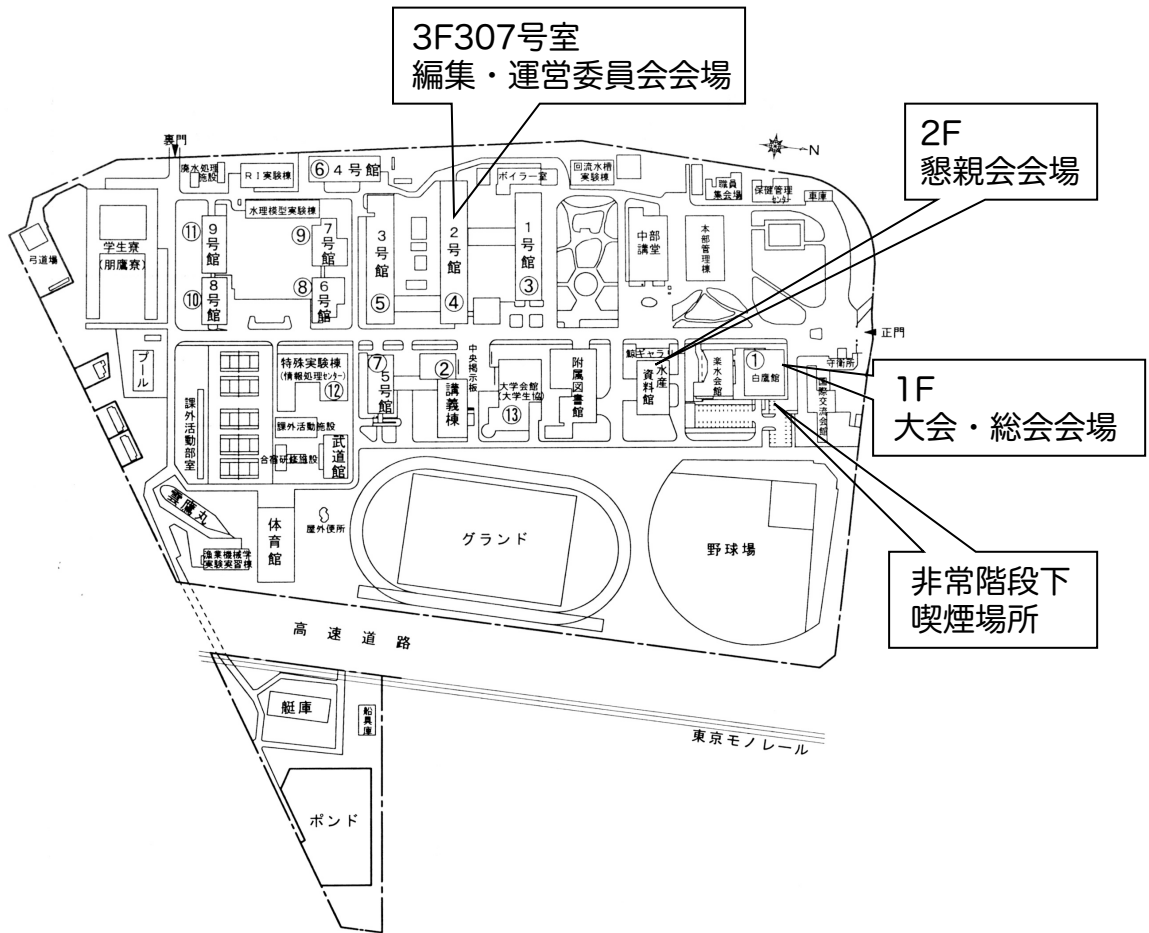 3F307号室
編集・運営委員会会場
2F
懇親会会場
裏門
N
廃水処理
施設
RI実験棟
⑥4号館
ボイラー室
回流水槽
実験棟
職員
集会場
保健管理
センター
車庫
水理模型実験棟
弓道場
学生寮
(朋鷹寮)
⑪
9号館
⑨
7号館
3号館
⑤
2号館
④
1号館
③
中部
講堂
本部管理棟
⑩
8号館
⑧
6号館
正門
プール
特殊実験棟
(情報処理センター)
⑫
⑦
5号館
②
講義棟
中央掲示板
大学会館
(大学生協)
⑬
附属図書館
鯨ギャラリ
水産
資料館
楽水会館
①
白鷹館
守衛所
国際交流会館
1F
大会・総会会場
課外活動部室
課外活動施設
合宿研修施設
武道館
雲鷹丸
漁業機械学
実験実習棟
体育館
屋外便所
グランド
野球場
非常階段下
喫煙場所
高速道路
艇庫
船具庫
東京モノレール
ポンド